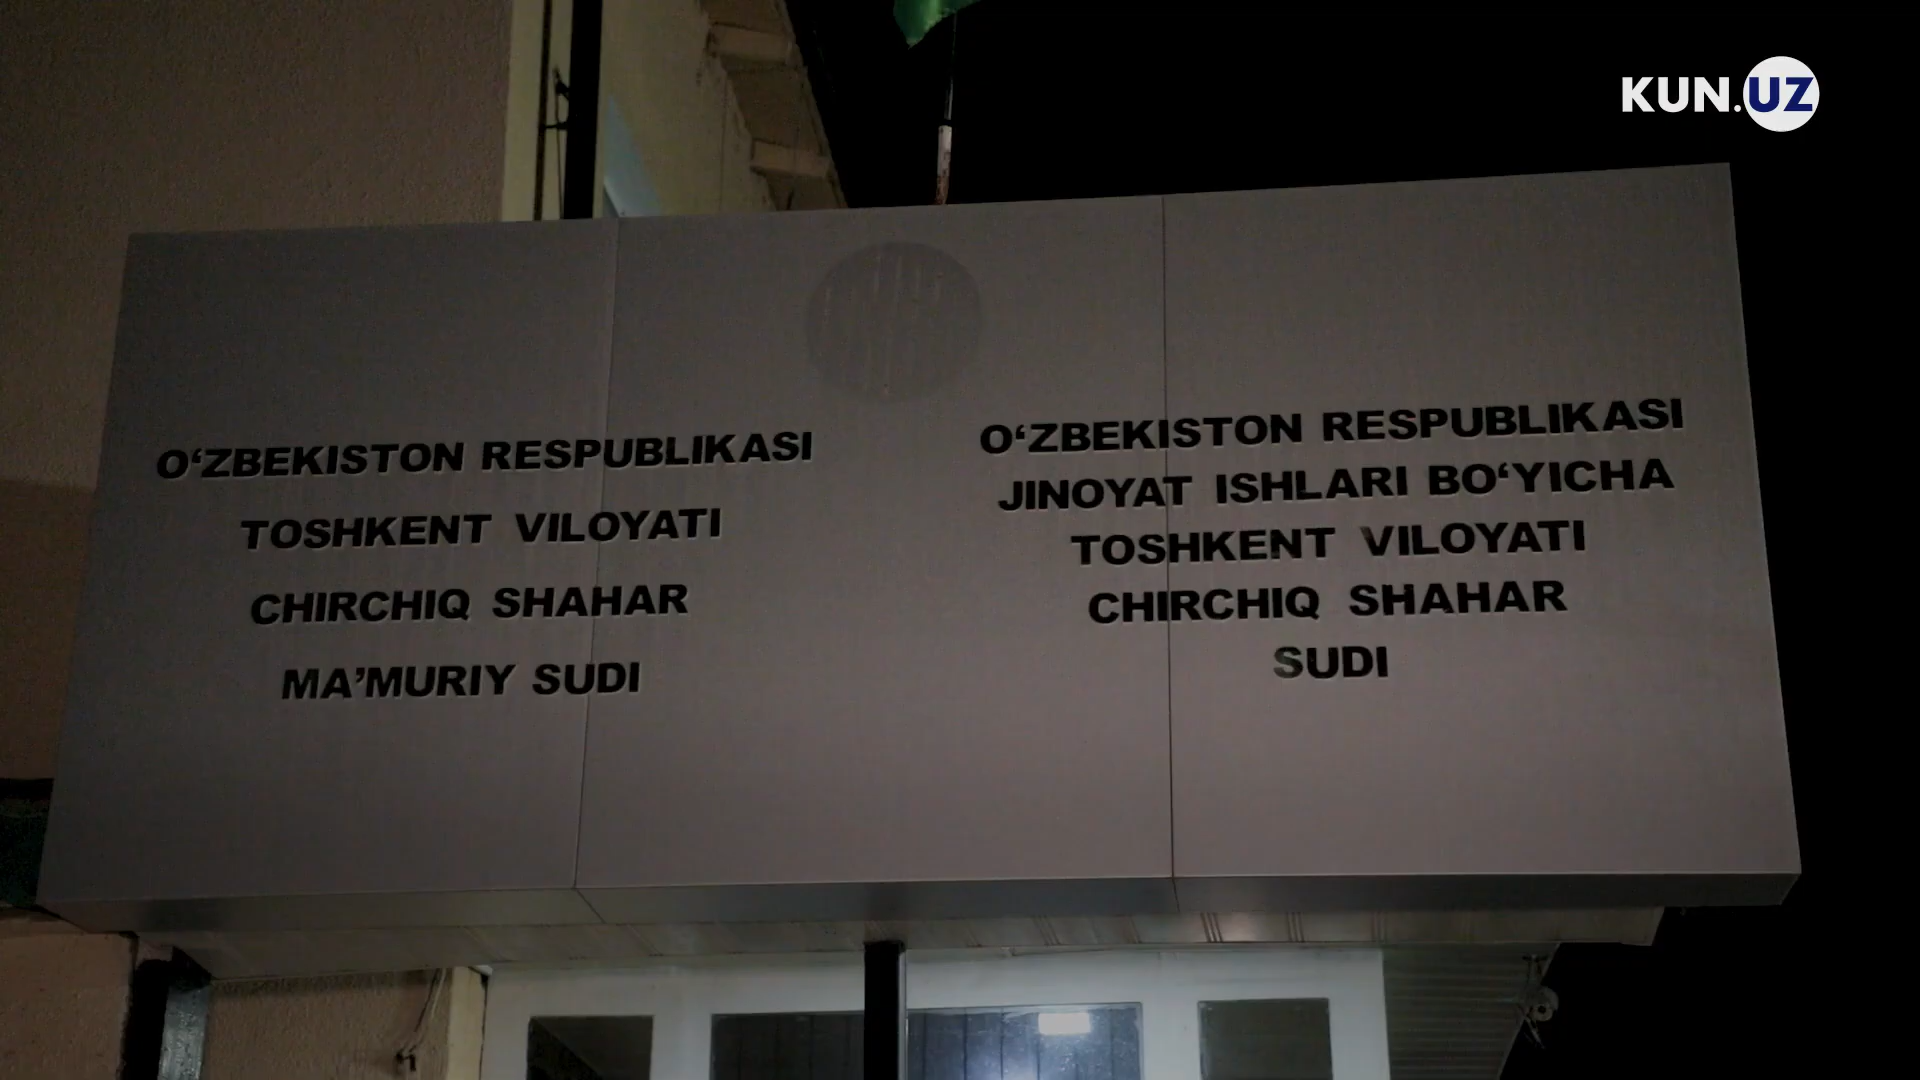 KUN.UZ
O‘ZBEKISTON RESPUBLIKASI
TOSHKENT VILOYATI
CHIRCHIQ SHAHAR
MA’MURIY SUDI
O‘ZBEKISTON RESPUBLIKASI
JINOYAT ISHLARI BO‘YICHA
TOSHKENT VILOYATI
CHIRCHIQ SHAHAR
SUDI